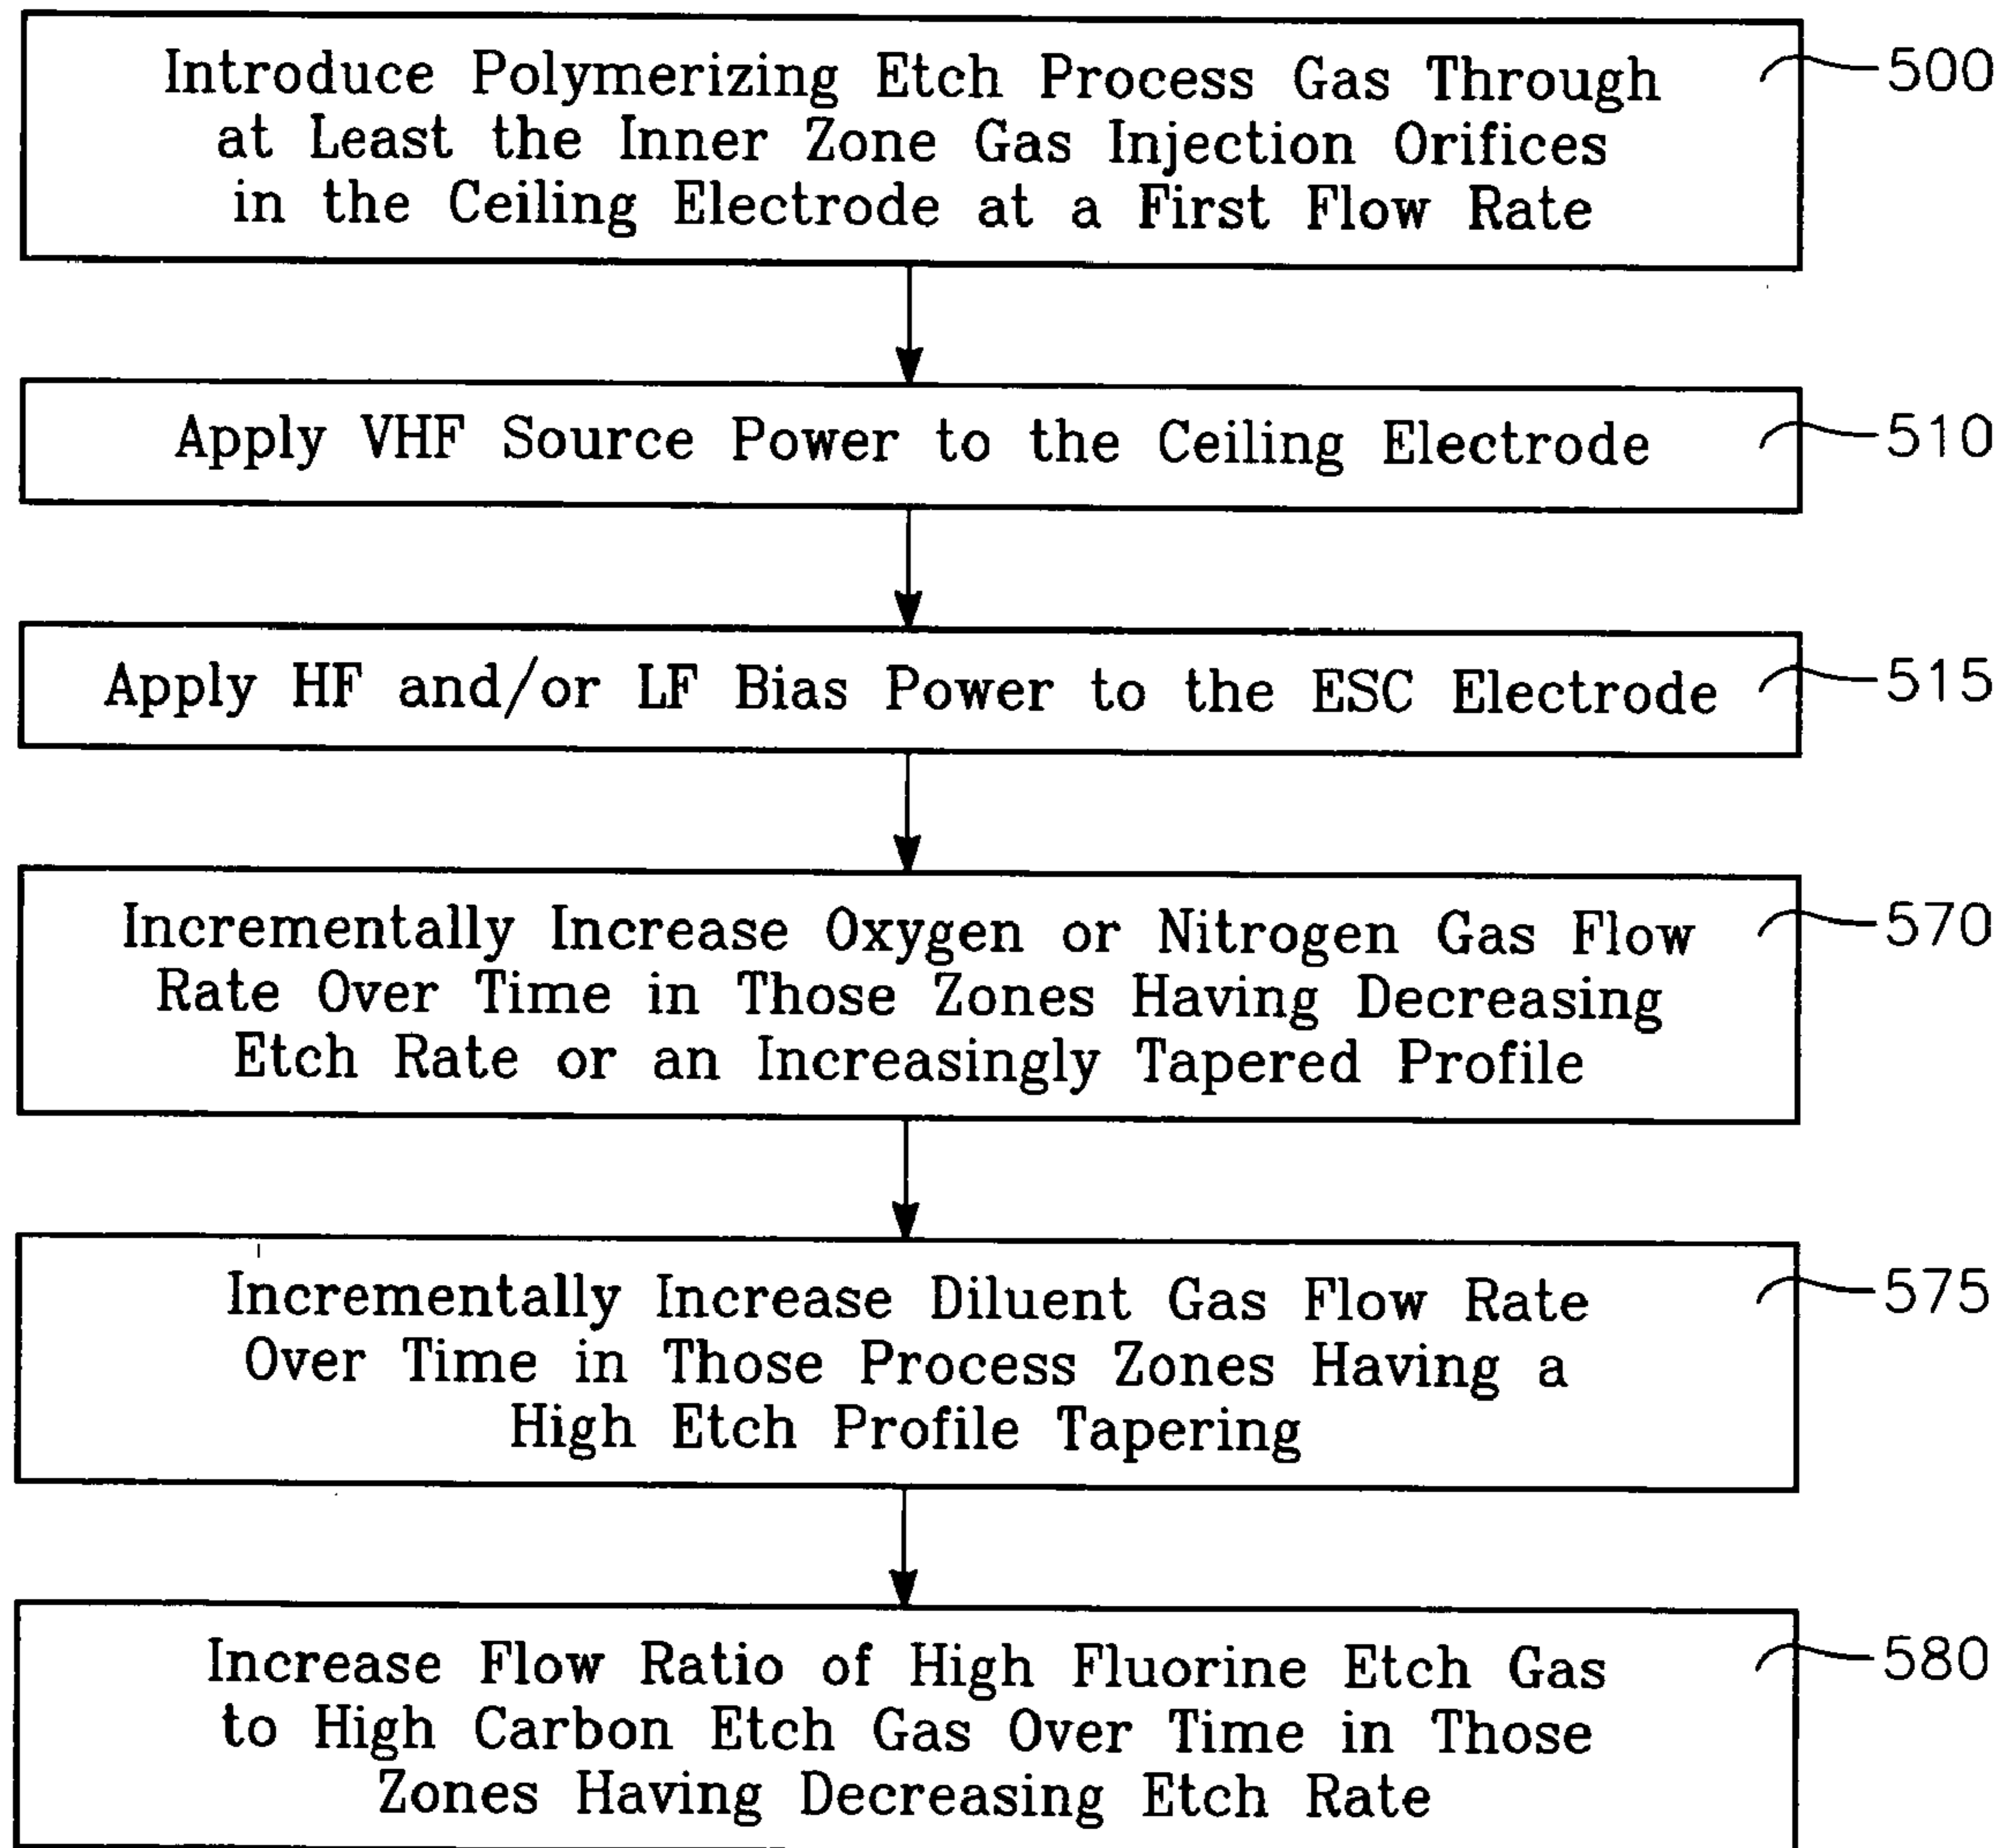 Introduce Polymerizing Etch Process Gas Through
at Least the Inner Zone Gas Injection Orifices
in the Ceiling Electrode at a First Flow Rate
500
Apply VHF Source Power to the Ceiling Electrode
510
Apply HF and/or LF Bias Power to the ESC Electrode
515
Incrementally Increase Oxygen or Nitrogen Gas Flow
Rate Over Time in Those Zones Having Decreasing
Etch Rate or an Increasingly Tapered Profile
570
Incrementally Increase Diluent Gas Flow Rate
Over Time in Those Process Zones Having a
High Etch Profile Tapering
575
Increase Flow Ratio of High Fluorine Etch Gas
to High Carbon Etch Gas Over Time in Those
Zones Having Decreasing Etch Rate
580